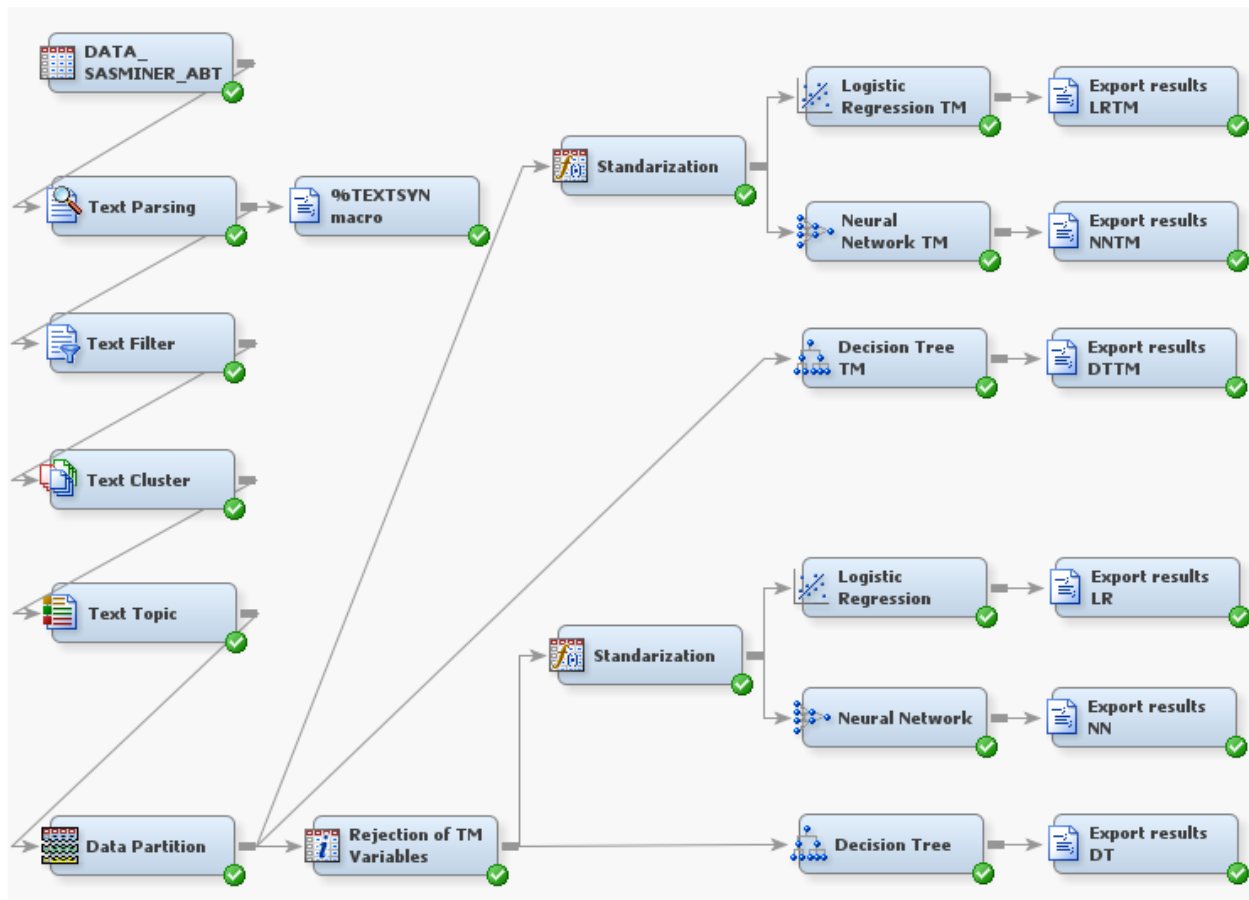 DATA_
SASMINER_ABT
Text Parsing
%TEXTSYN
macro
Text Filter
Text Cluster
Text Topic
Data Partition
Rejection of TM
Variables
Standarization
Logistic
Regression TM
Export results
LRTM
Neural
Network TM
Export results
NNTM
Decision Tree
TM
Export results
DTTM
Standarization
Logistic
Regression
Export results
LR
Neural Network
Export results
NN
Decision Tree
Export results
DT